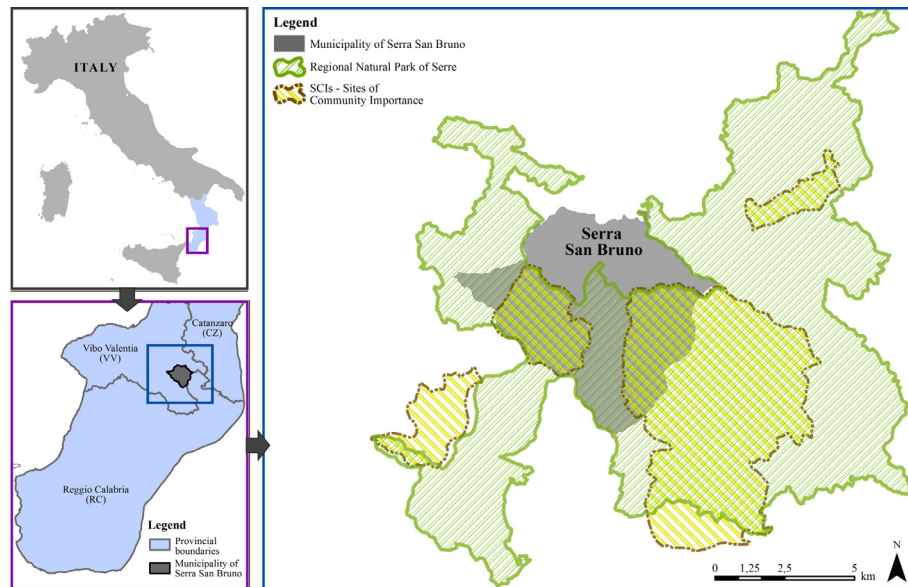 ITALY
Catanzaro
(CZ)
Vibo Valentia
(VV)
Reggio Calabria
(RC)
Legend
Provincial
boundaries
Municipality of
Serra San Bruno
Legend
Municipality of Serra San Bruno
Regional Natural Park of Serre
SCIs - Sites of
Community Importance
Serra
San Bruno
N
0 1,25 2,5 5
km